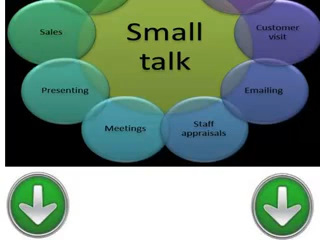 Small
talk
Sales
Customer
visit
Presenting
Emailing
Meetings
Staff
appraisals